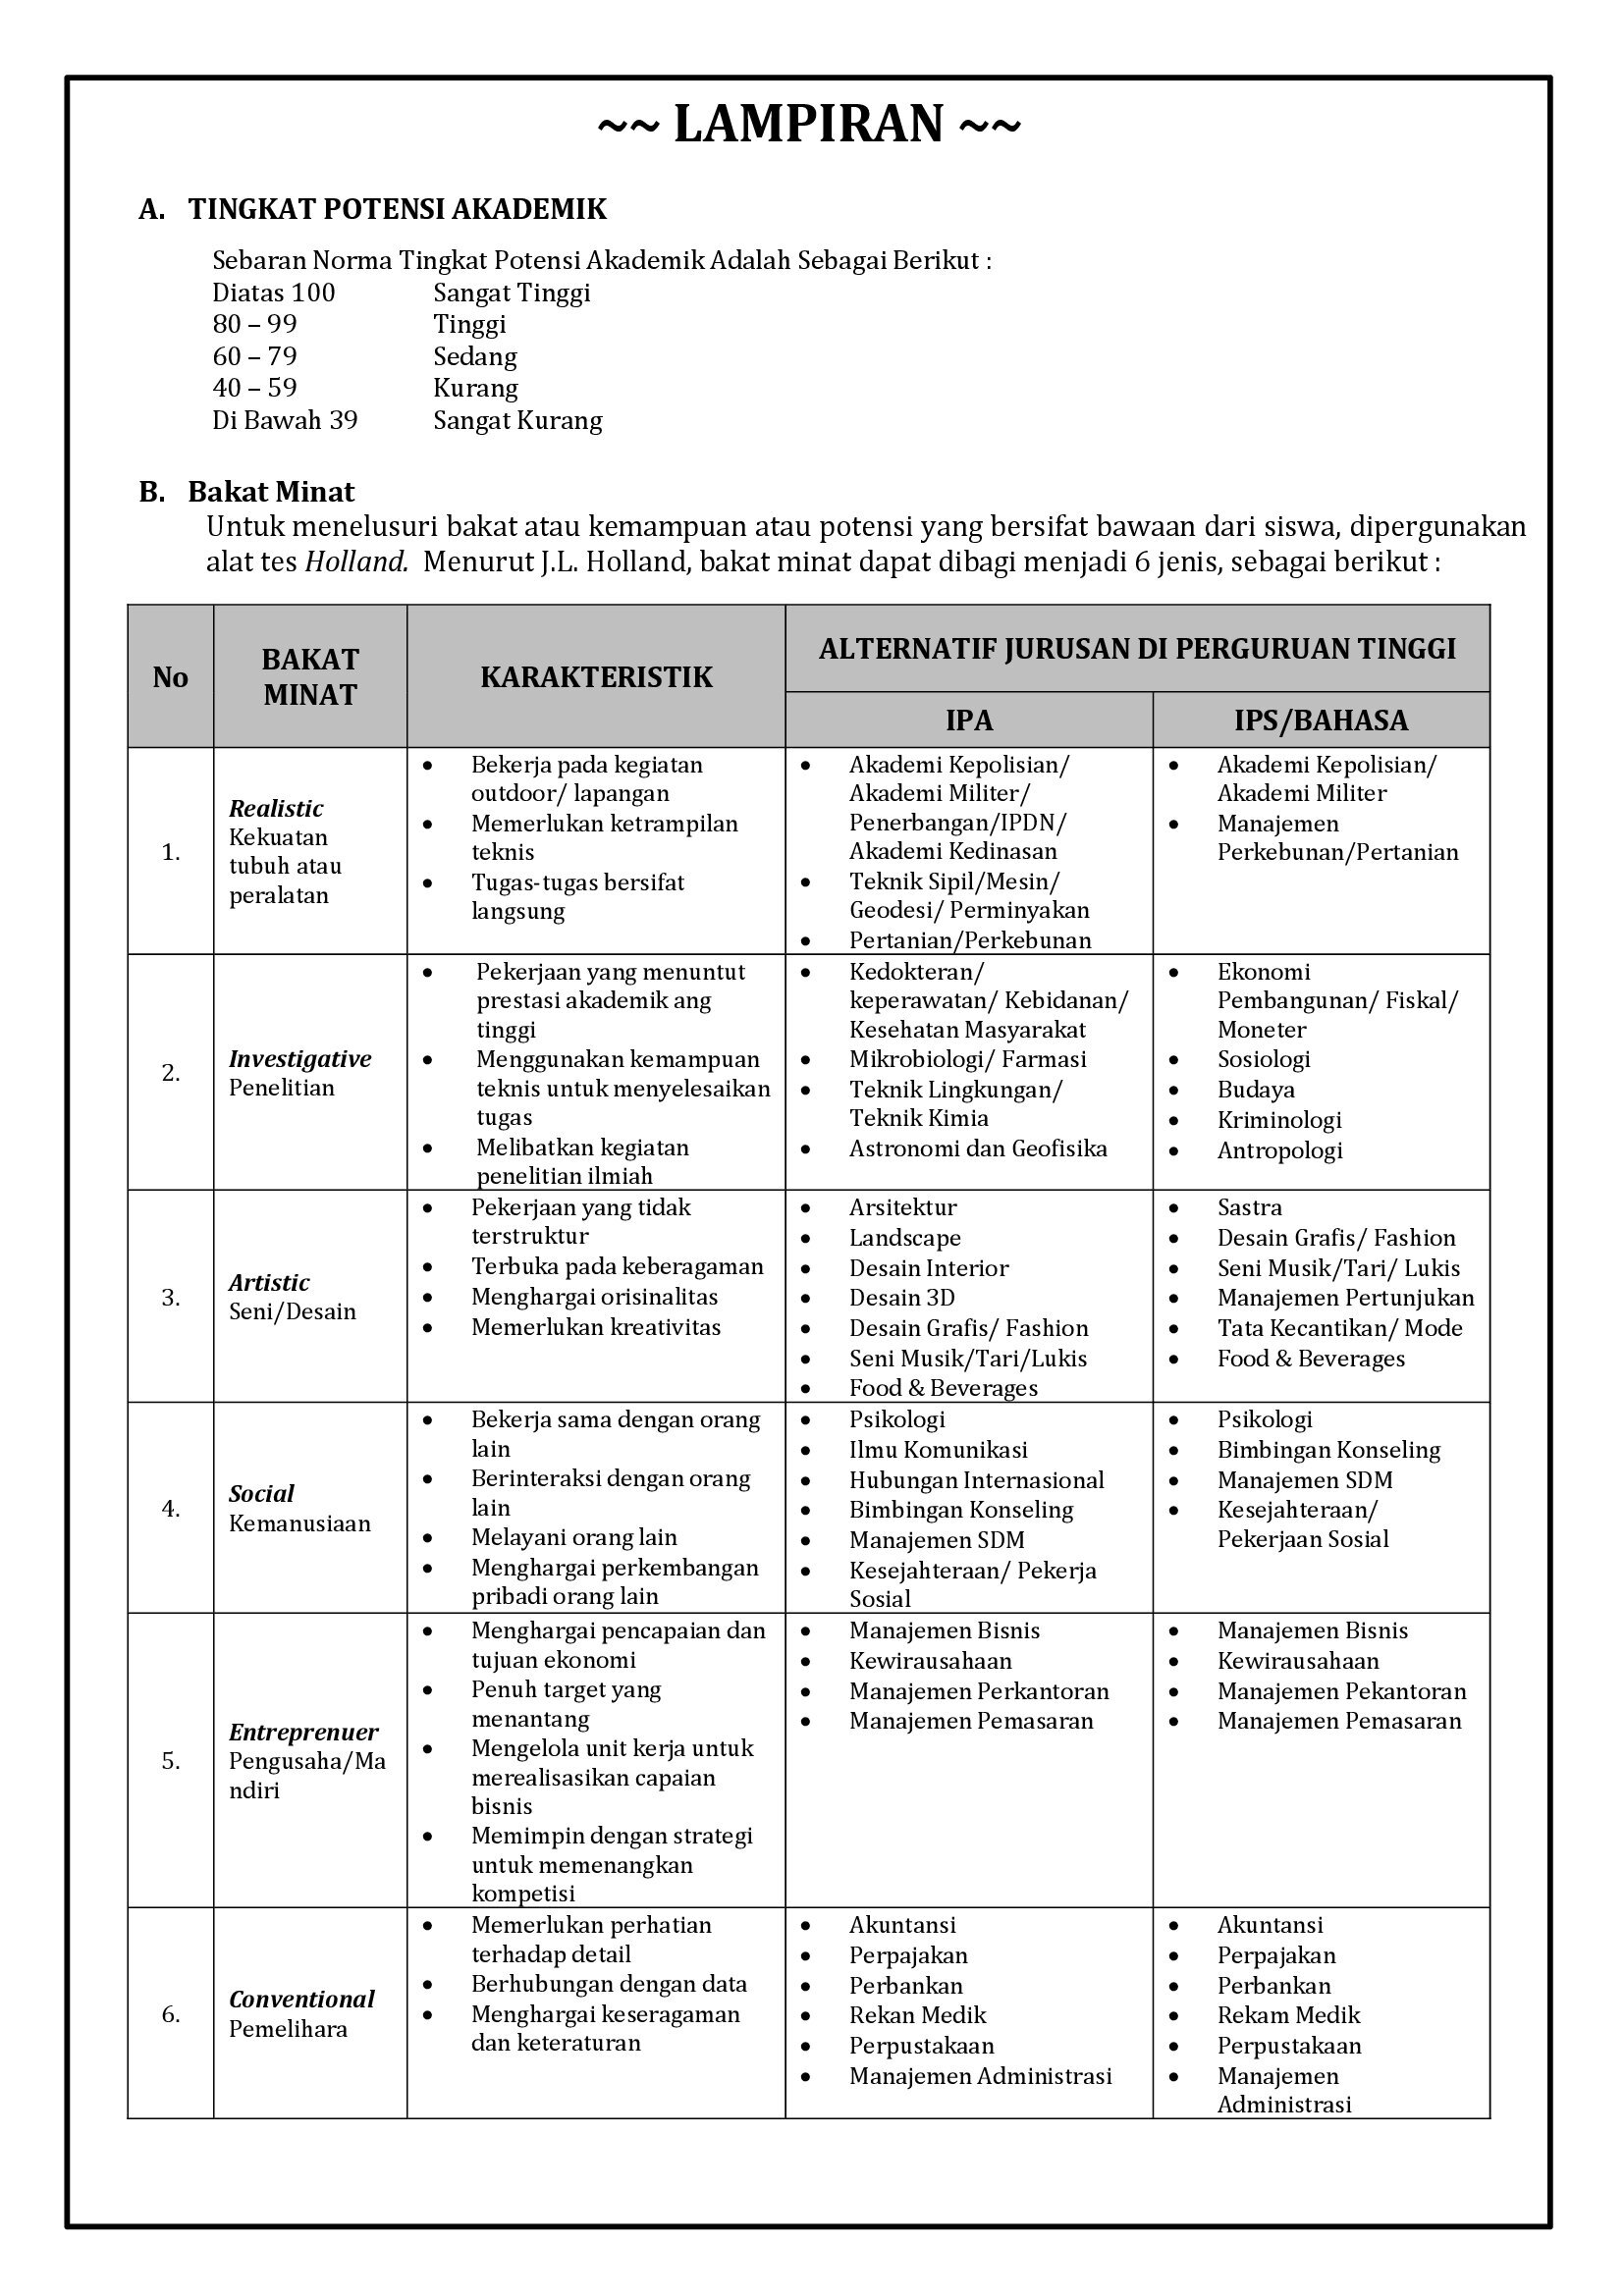 ~~ LAMPIRAN ~~
A. TINGKAT POTENSI AKADEMIK
Sebaran Norma Tingkat Potensi Akademik Adalah Sebagai Berikut :
Diatas 100 Sangat Tinggi
80 – 99 Tinggi
60 – 79 Sedang
40 – 59 Kurang
Di Bawah 39 Sangat Kurang
B. Bakat Minat
Untuk menelusuri bakat atau kemampuan atau potensi yang bersifat bawaan dari siswa, dipergunakan
alat tes Holland. Menurut J.L. Holland, bakat minat dapat dibagi menjadi 6 jenis, sebagai berikut :
No
BAKAT
MINAT
KARAKTERISTIK
ALTERNATIF JURUSAN DI PERGURUAN TINGGI
IPA
IPS/BAHASA
1.
Realistic
Kekuatan
tubuh atau
peralatan
• Bekerja pada kegiatan
outdoor/ lapangan
• Memerlukan ketrampilan
teknis
• Tugas-tugas bersifat
langsung
• Akademi Kepolisian/
Akademi Militer/
Penerbangan/IPDN/
Akademi Kedinasan
• Teknik Sipil/Mesin/
Geodesi/ Perminyakan
• Pertanian/Perkebunan
• Akademi Kepolisian/
Akademi Militer
• Manajemen
Perkebunan/Pertanian
2.
Investigative
Penelitian
• Pekerjaan yang menuntut
prestasi akademik ang
tinggi
• Menggunakan kemampuan
teknis untuk menyelesaikan
tugas
• Melibatkan kegiatan
penelitian ilmiah
• Kedokteran/
keperawatan/ Kebidanan/
Kesehatan Masyarakat
• Mikrobiologi/ Farmasi
• Teknik Lingkungan/
Teknik Kimia
• Astronomi dan Geofisika
• Ekonomi
Pembangunan/ Fiskal/
Moneter
• Sosiologi
• Budaya
• Kriminologi
• Antropologi
3.
Artistic
Seni/Desain
• Pekerjaan yang tidak
terstruktur
• Terbuka pada keberagaman
• Menghargai orisinalitas
• Memerlukan kreativitas
• Arsitektur
• Landscape
• Desain Interior
• Desain 3D
• Desain Grafis/ Fashion
• Seni Musik/Tari/Lukis
• Food & Beverages
• Sastra
• Desain Grafis/ Fashion
• Seni Musik/Tari/ Lukis
• Manajemen Pertunjukan
• Tata Kecantikan/ Mode
• Food & Beverages
4.
Social
Kemanusiaan
• Bekerja sama dengan orang
lain
• Berinteraksi dengan orang
lain
• Melayani orang lain
• Menghargai perkembangan
pribadi orang lain
• Psikologi
• Ilmu Komunikasi
• Hubungan Internasional
• Bimbingan Konseling
• Manajemen SDM
• Kesejahteraan/ Pekerja
Sosial
• Psikologi
• Bimbingan Konseling
• Manajemen SDM
• Kesejahteraan/
Pekerjaan Sosial
5.
Entreprenuer
Pengusaha/Ma
ndiri
• Menghargai pencapaian dan
tujuan ekonomi
• Penuh target yang
menantang
• Mengelola unit kerja untuk
merealisasikan capaian
bisnis
• Memimpin dengan strategi
untuk memenangkan
kompetisi
• Manajemen Bisnis
• Kewirausahaan
• Manajemen Perkantoran
• Manajemen Pemasaran
• Manajemen Bisnis
• Kewirausahaan
• Manajemen Pekantoran
• Manajemen Pemasaran
6.
Conventional
Pemelihara
• Memerlukan perhatian
terhadap detail
• Berhubungan dengan data
• Menghargai keseragaman
dan keteraturan
• Akuntansi
• Perpajakan
• Perbankan
• Rekan Medik
• Perpustakaan
• Manajemen Administrasi
• Akuntansi
• Perpajakan
• Perbankan
• Rekam Medik
• Perpustakaan
• Manajemen
Administrasi